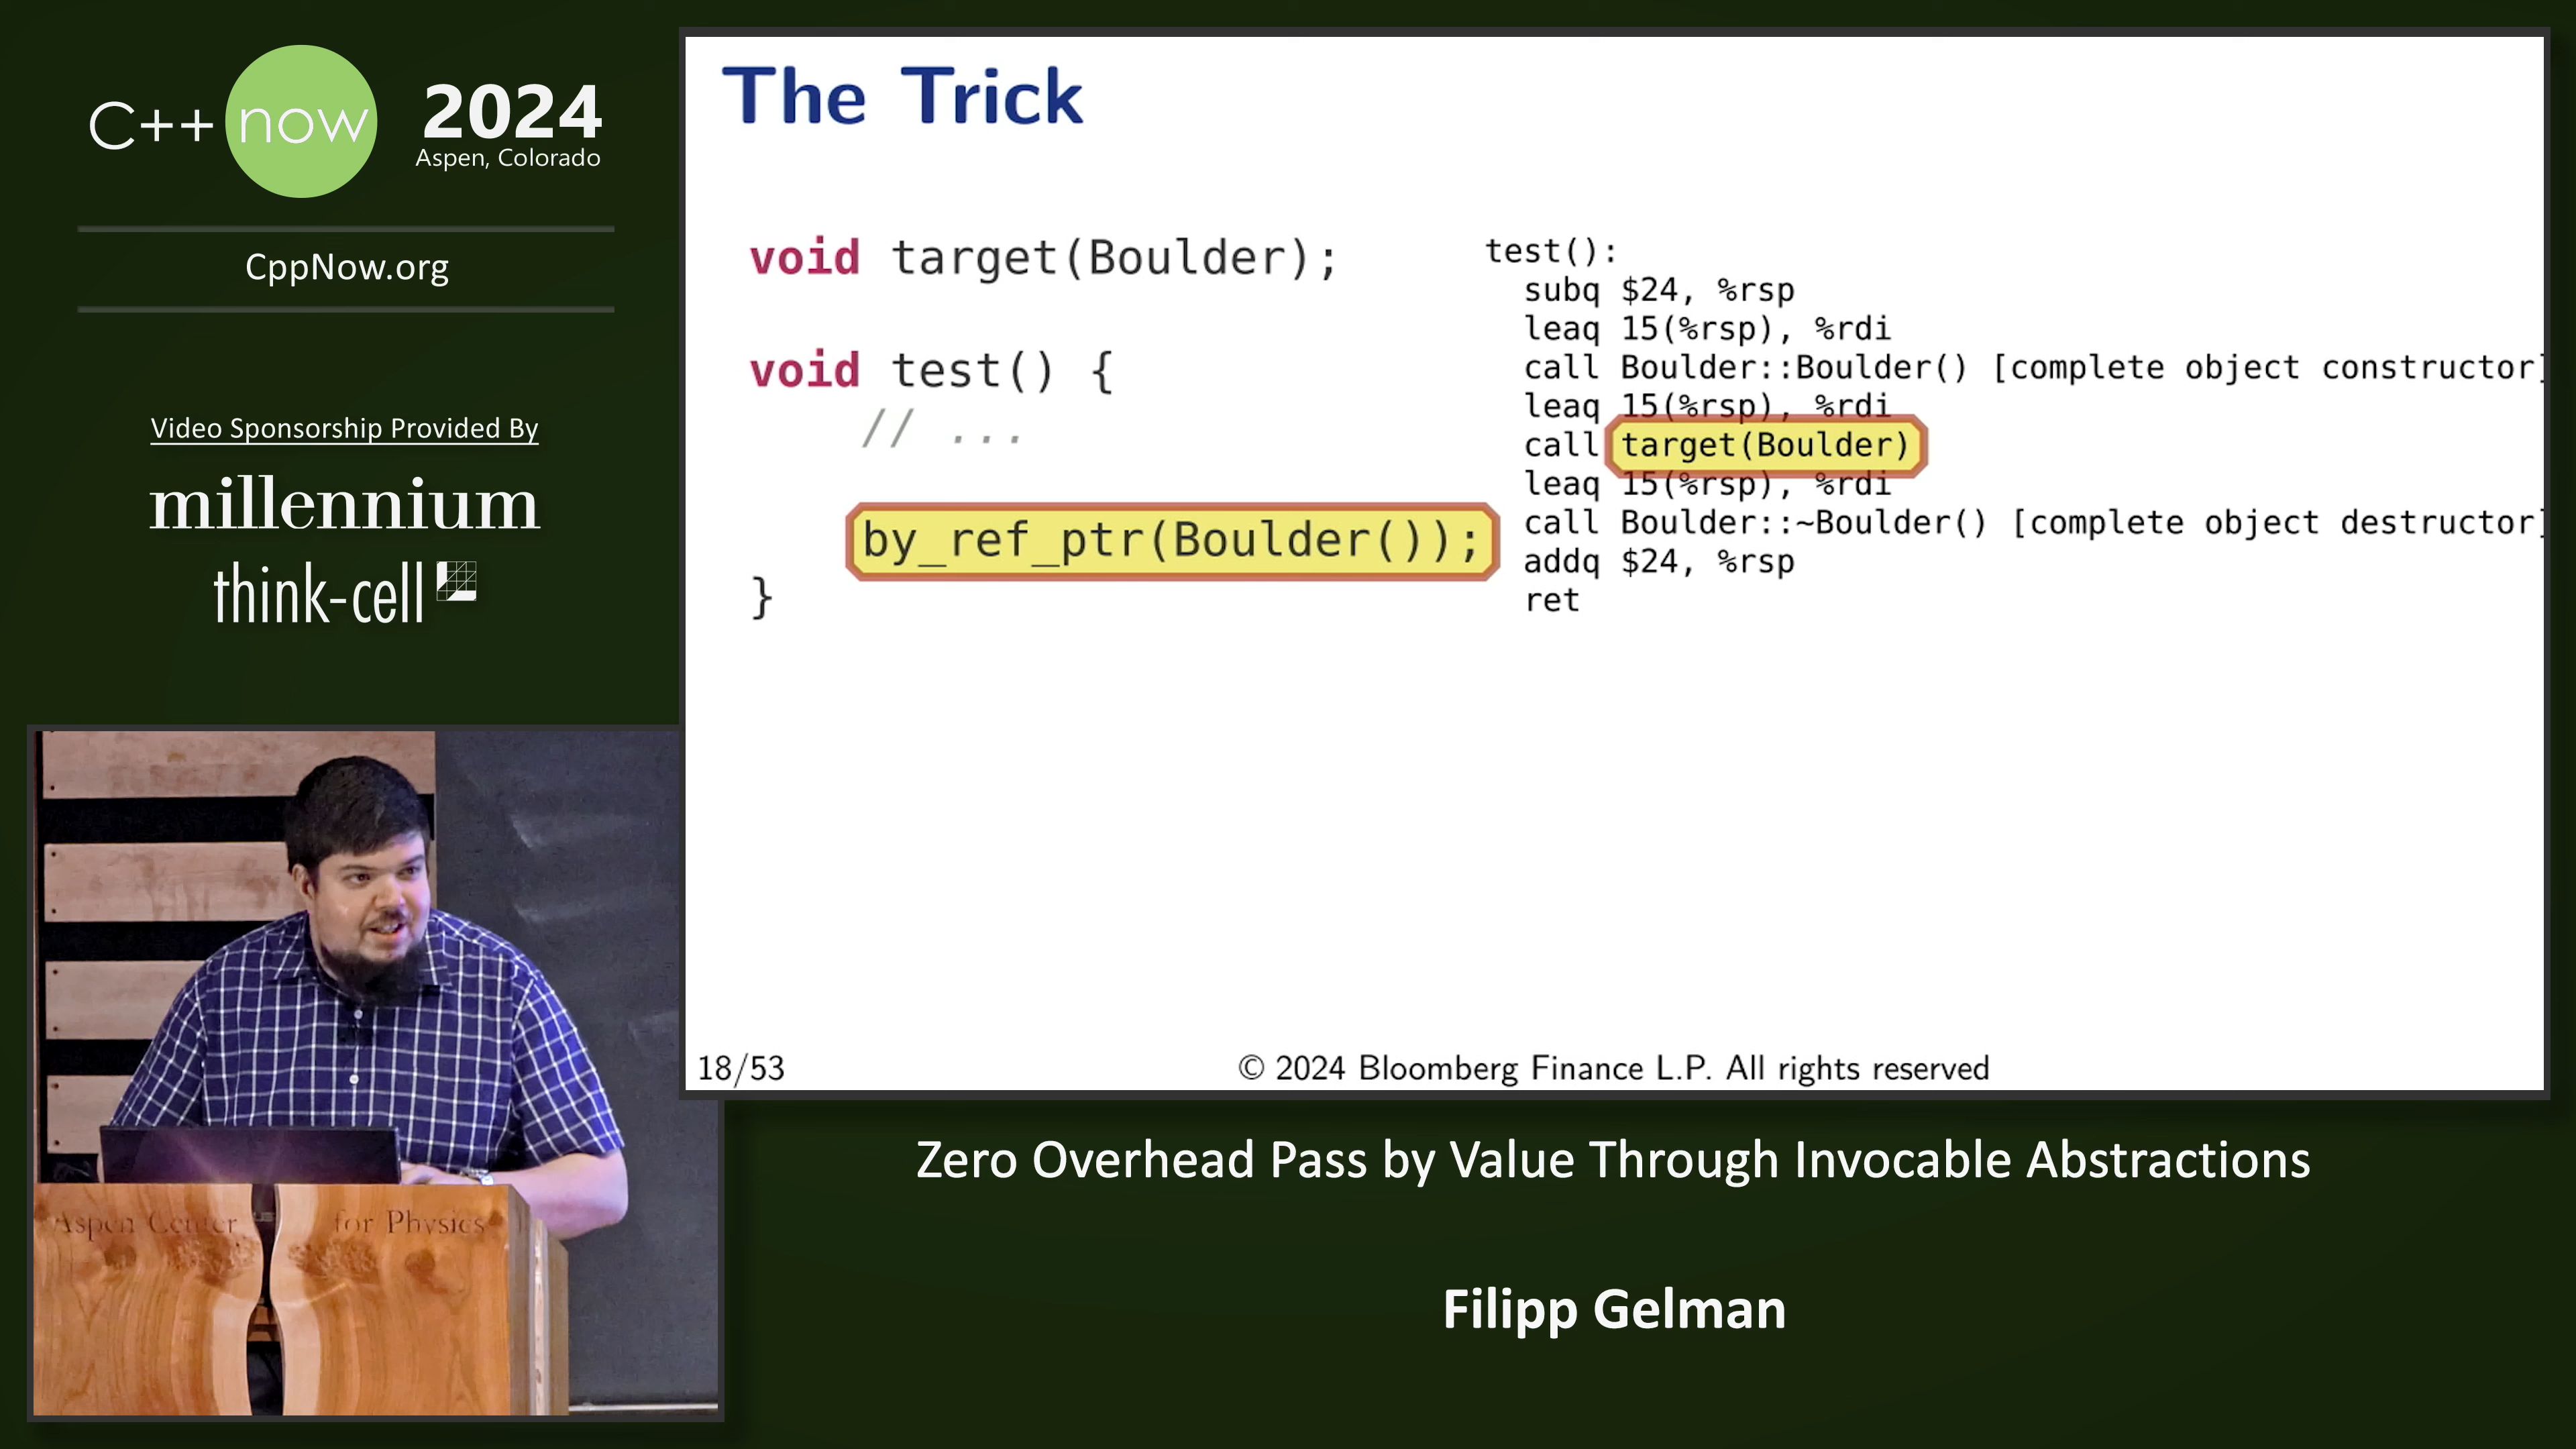 C++ now 2024
Aspen, Colorado
CppNow.org
Video Sponsorship Provided By
millennium
think-cell
The Trick
void target(Boulder);
void test() {
// ...
by_ref_ptr(Boulder());
}
test():
subq $24, %rsp
leaq 15(%rsp), %rdi
call Boulder::Boulder() [complete object constructor]
leaq 15(%rsp), %rdi
call target(Boulder)
leaq 15(%rsp), %rdi
call Boulder::~Boulder() [complete object destructor]
addq $24, %rsp
ret
18/53
© 2024 Bloomberg Finance L.P. All rights reserved
Aspen Center for Physics
Zero Overhead Pass by Value Through Invocable Abstractions
Filipp Gelman